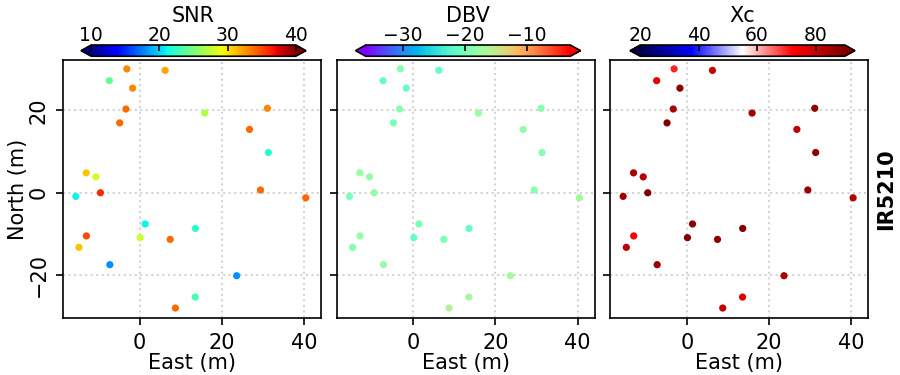 SNR DBV Xc
10 20 30 40 −30 −20 −10 20 40 60 80
North (m)
20
0
−20
0 20 40 0 20 40 0 20 40
East (m) East (m) East (m)
IR5210